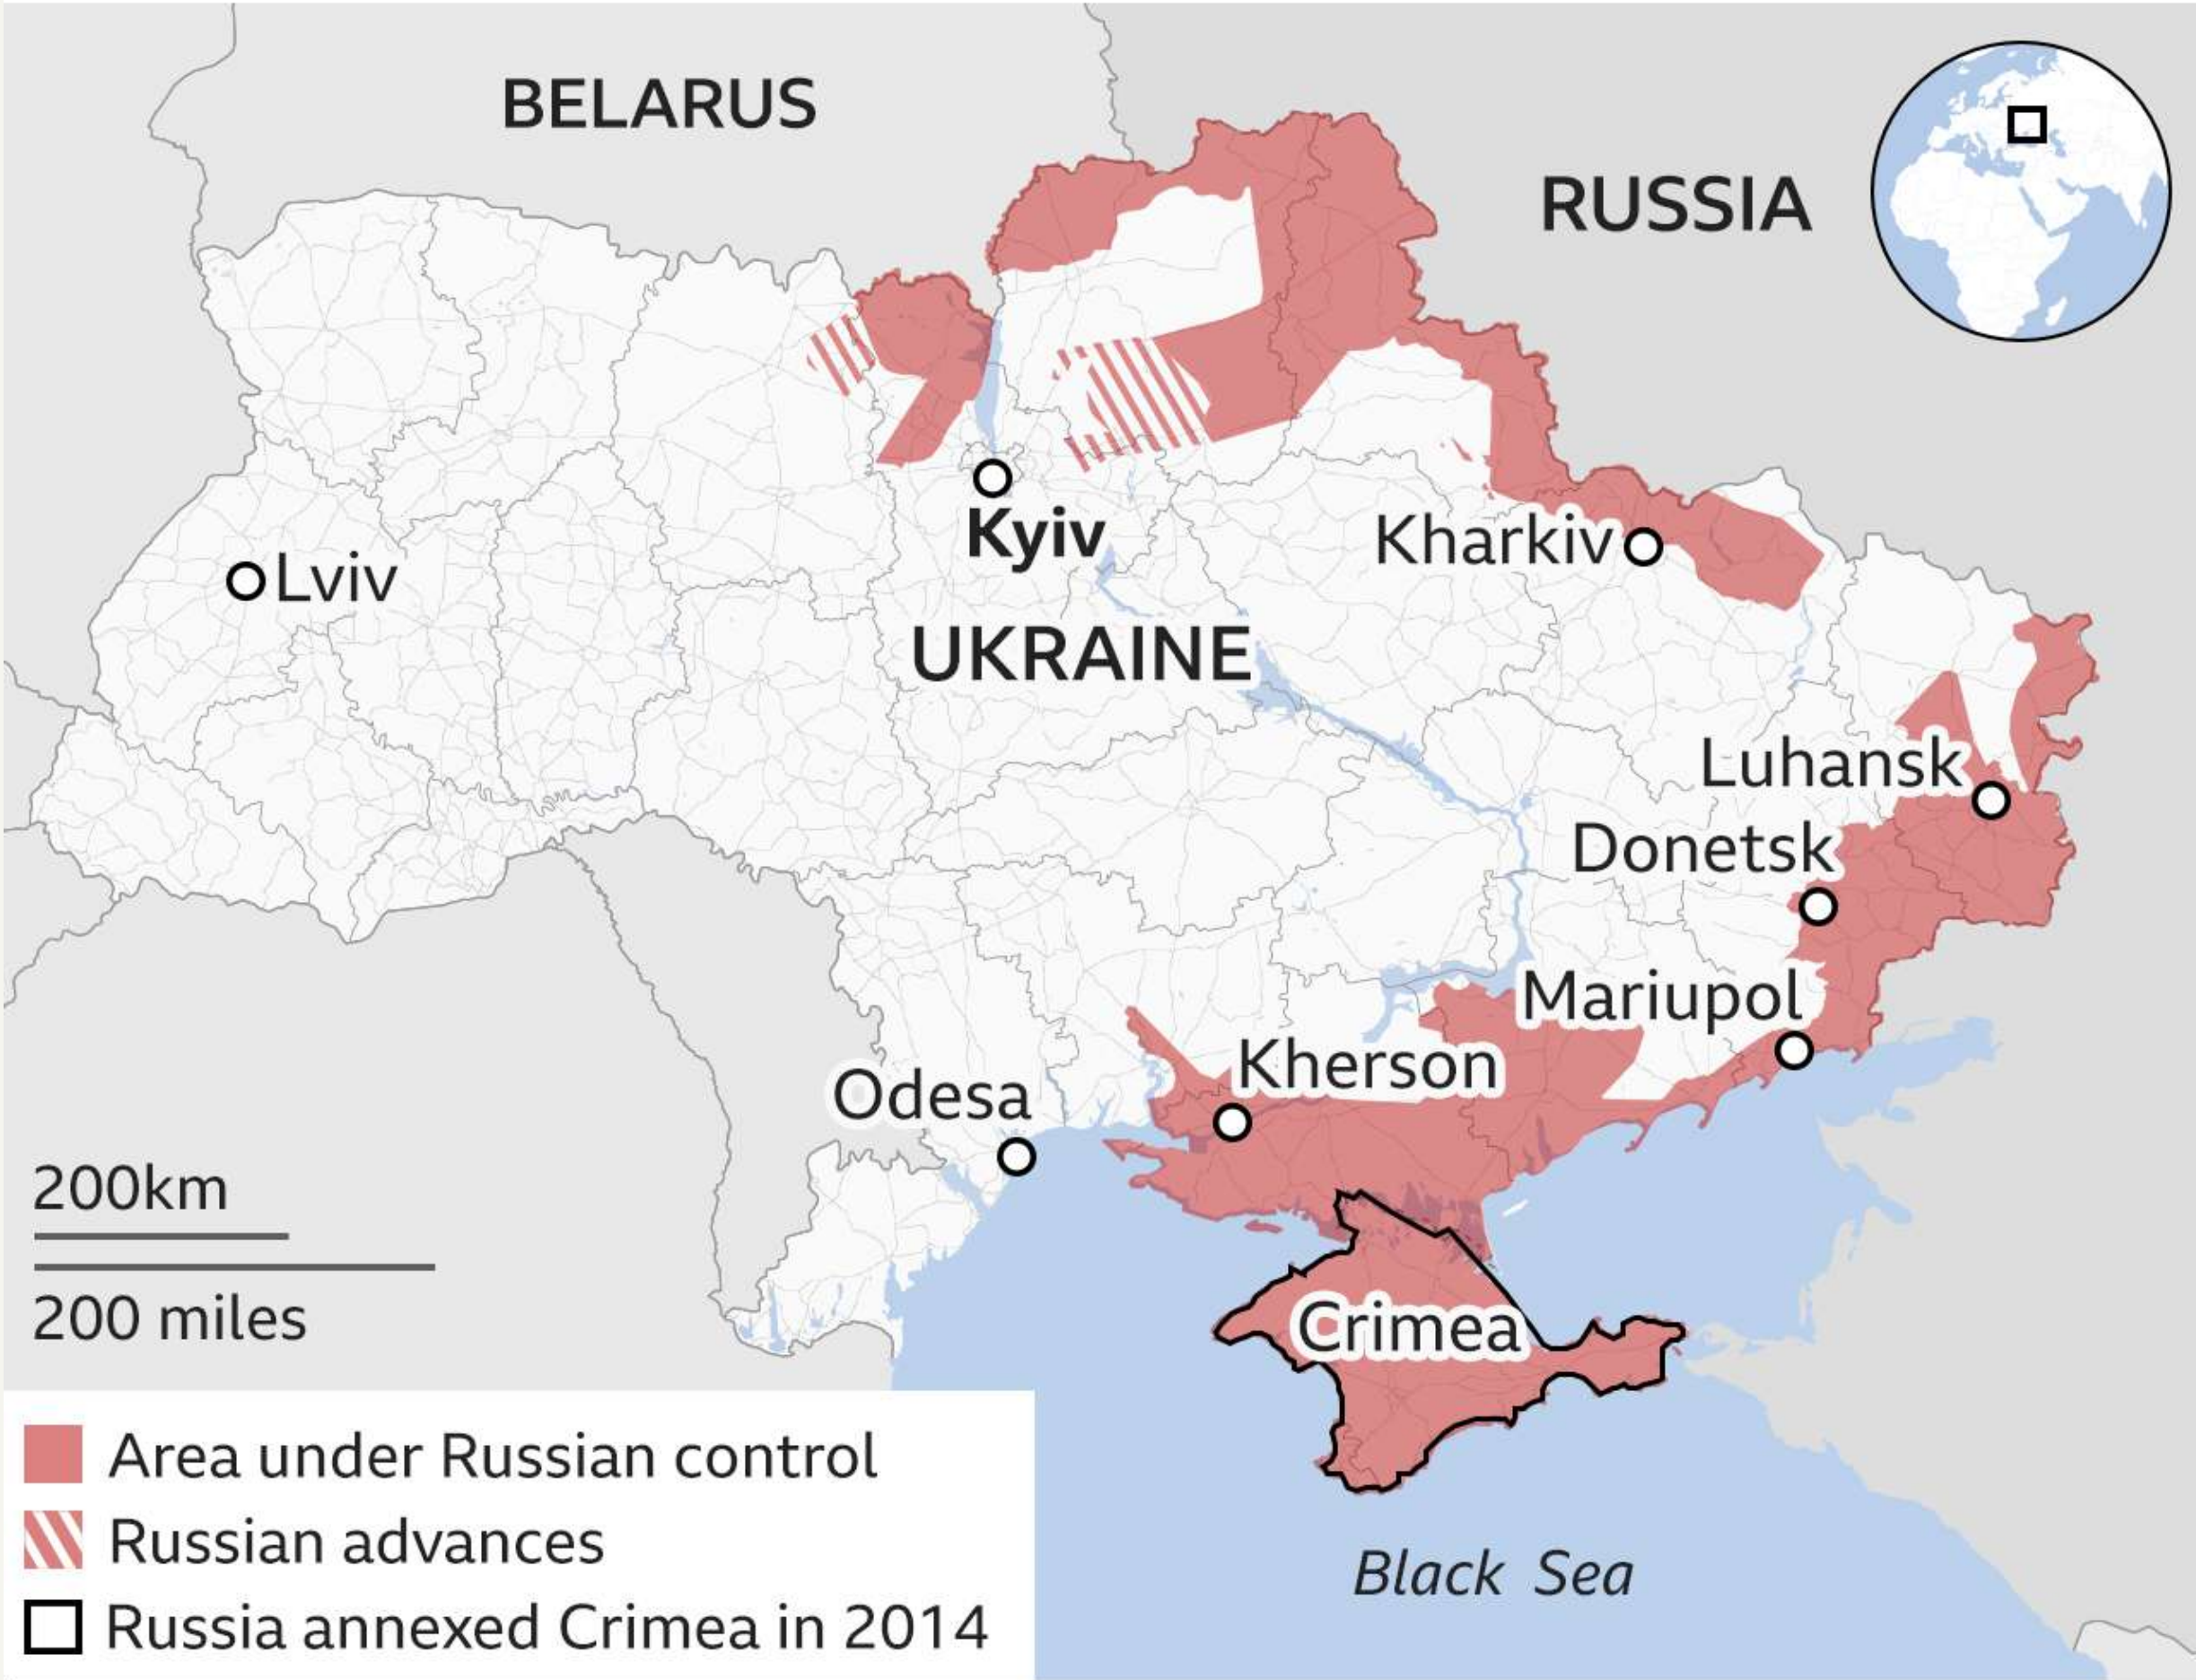 BELARUS
RUSSIA
Kyiv
Kharkiv
Lviv
UKRAINE
Luhansk
Donetsk
Mariupol
Kherson
Odesa
200km
200 miles
Crimea
Area under Russian control
Russian advances
Russia annexed Crimea in 2014
Black Sea